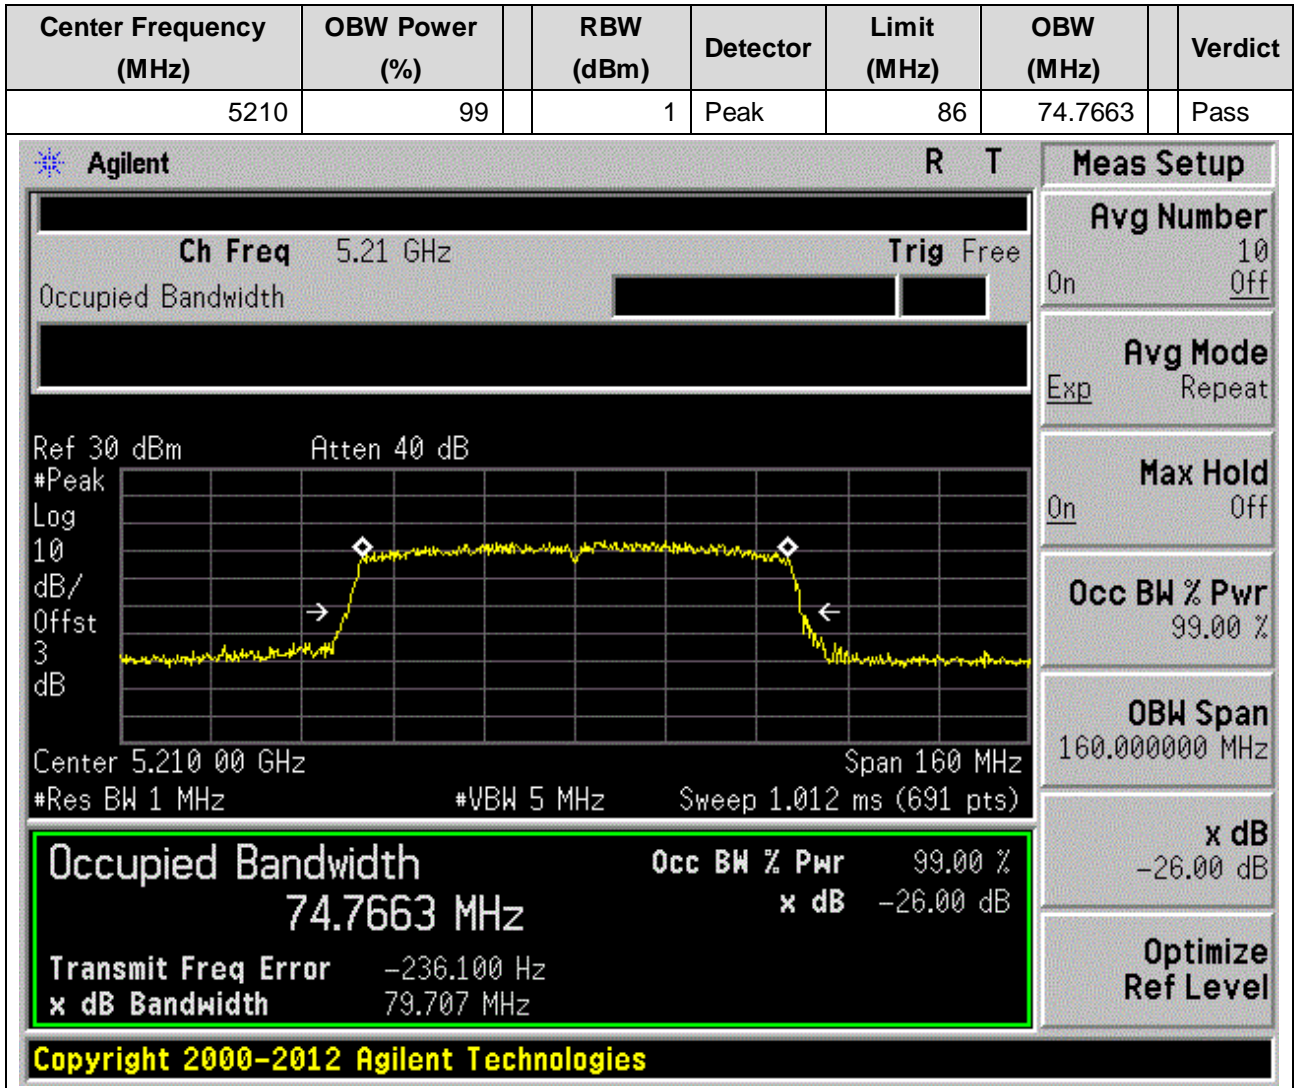 Center Frequency (MHz) OBW Power (%) RBW (dBm) Detector Limit (MHz) OBW (MHz) Verdict
5210 99 1 Peak 86 74.7663 Pass
Agilent R T Meas Setup
Ch Freq 5.21 GHz Trig Free
Occupied Bandwidth
Avg Number
10
On Off
Avg Mode
Exp Repeat
Max Hold
On Off
Occ BW % Pwr
99.00 %
OBW Span
160.000000 MHz
x dB
-26.00 dB
Optimize
Ref Level
Ref 30 dBm Atten 40 dB
#Peak
Log
10
dB/
Offst
3
dB
Center 5.210 00 GHz Span 160 MHz
#Res BW 1 MHz #VBW 5 MHz Sweep 1.012 ms (691 pts)
Occupied Bandwidth Occ BW % Pwr 99.00 %
74.7663 MHz x dB -26.00 dB
Transmit Freq Error -236.100 Hz
x dB Bandwidth 79.707 MHz
Copyright 2000-2012 Agilent Technologies